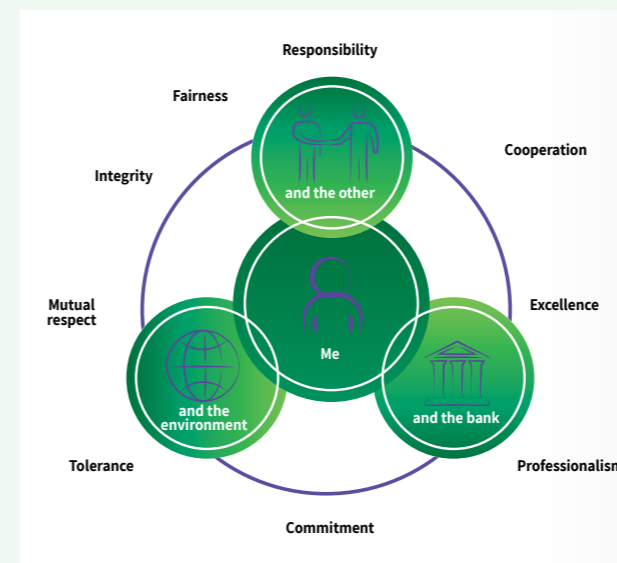 Responsibility
Fairness
Cooperation
Integrity
and the other
Mutual
respect
Excellence
Me
and the
environment
and the bank
Tolerance
Professionalism
Commitment